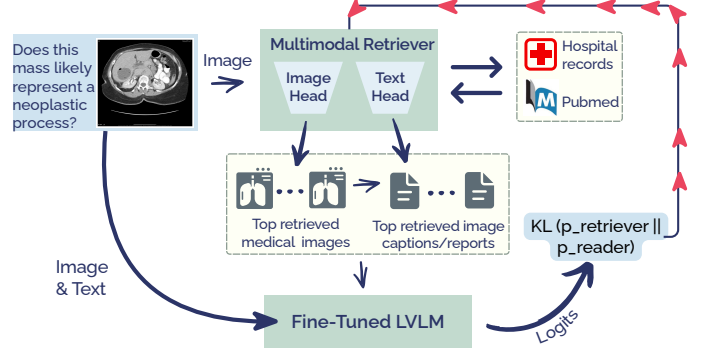 Does this
mass likely
represent a
neoplastic
process?
Image
Multimodal Retriever
Image
Head
Text
Head
Hospital
records
M
Pubmed
Top retrieved
medical images
Top retrieved image
captions/reports
KL (p_retriever ||
p_reader)
Image
& Text
Fine-Tuned LVLM
Logits